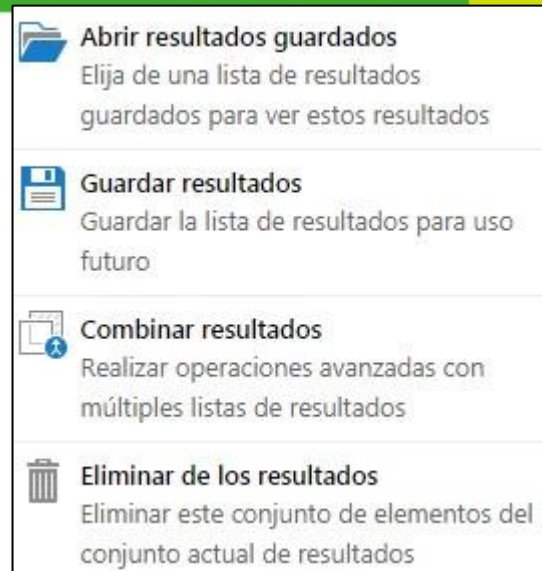 Abrir resultados guardados
Elija de una lista de resultados
guardados para ver estos resultados
Guardar resultados
Guardar la lista de resultados para uso
futuro
Combinar resultados
Realizar operaciones avanzadas con
múltiples listas de resultados
Eliminar de los resultados
Eliminar este conjunto de elementos del
conjunto actual de resultados